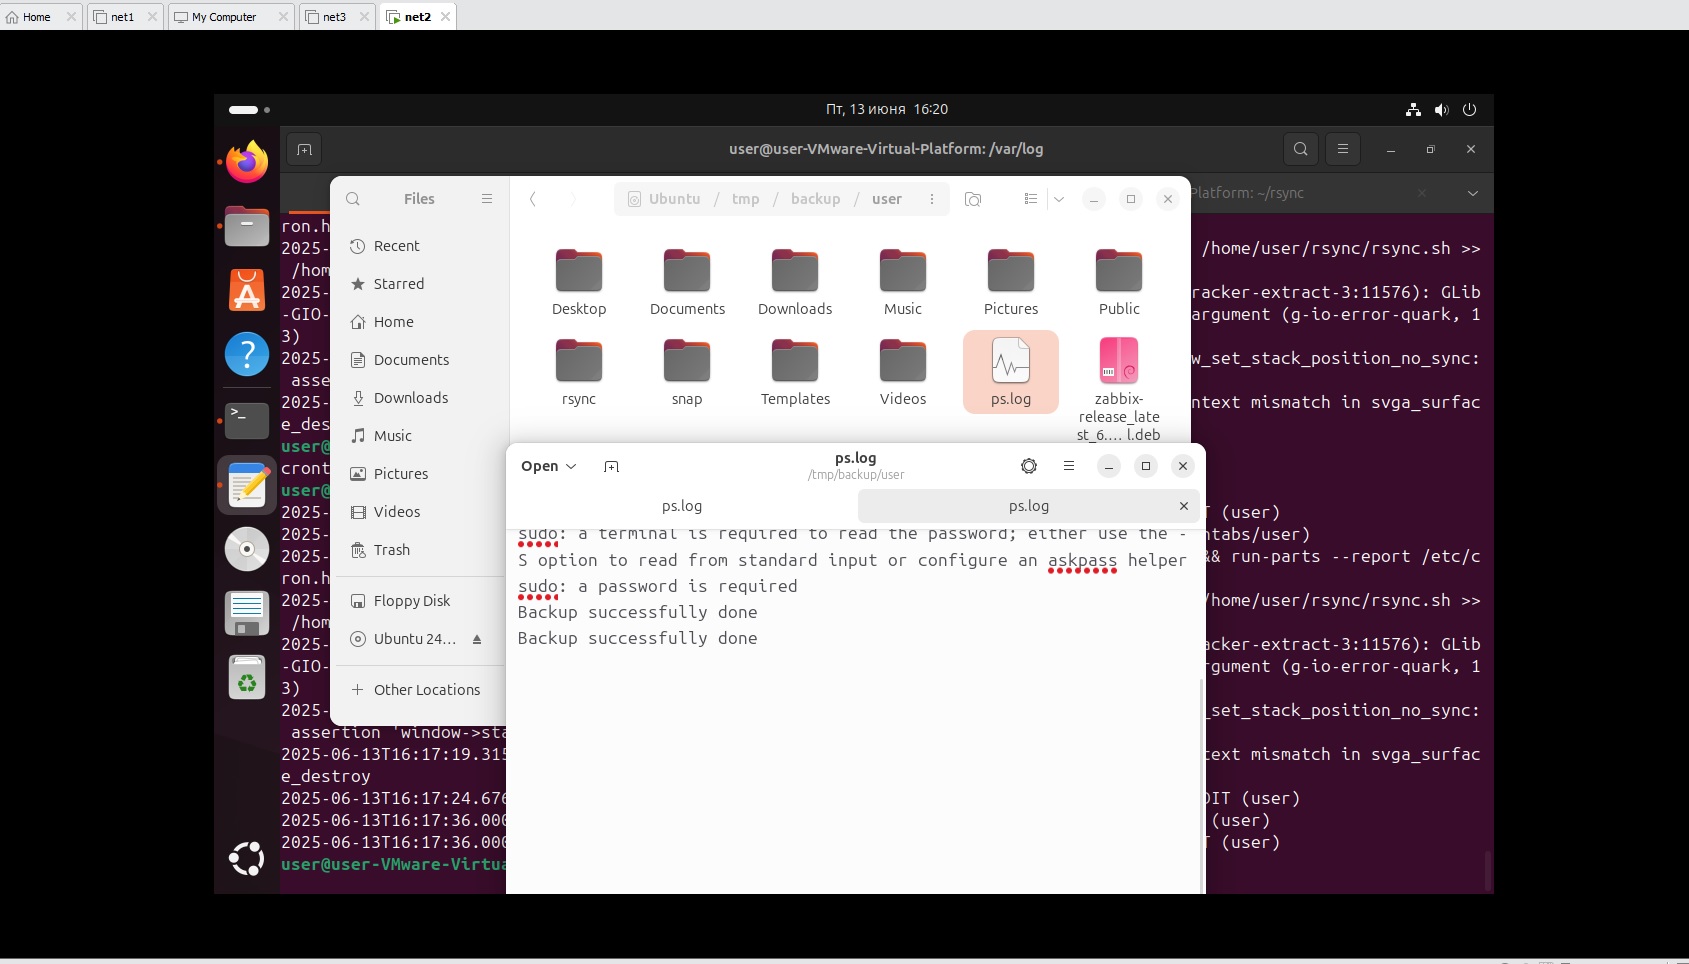 Home
net1
My Computer
net3
net2
Пт, 13 июня 16:20
user@user-VMware-Virtual-Platform: /var/log
Platform: ~/rsync
Files
Ubuntu / tmp / backup / user
Recent
Starred
Home
Documents
Downloads
Music
Pictures
Videos
Trash
Floppy Disk
Ubuntu 24…
Other Locations
Desktop
Documents
Downloads
Music
Pictures
Public
rsync
snap
Templates
Videos
ps.log
zabbix-
release_late
st_6.… l.deb
Open
ps.log
/tmp/backup/user
ps.log
ps.log
sudo: a terminal is required to read the password; either use the -
S option to read from standard input or configure an askpass helper
sudo: a password is required
Backup successfully done
Backup successfully done
ron.h
2025- /home/user/rsync/rsync.sh >>
/hom
2025- racker-extract-3:11576): GLib
-GIO- argument (g-io-error-quark, 1
3)
2025- w_set_stack_position_no_sync:
asse
2025- ntext mismatch in svga_surfac
e_des
user@
cront
user@
2025- T (user)
2025- ntabs/user)
2025- && run-parts --report /etc/c
ron.h
2025- /home/user/rsync/rsync.sh >>
/hom
2025- acker-extract-3:11576): GLib
-GIO- rgument (g-io-error-quark, 1
3)
2025- _set_stack_position_no_sync:
assertion 'window->sta
2025-06-13T16:17:19.315 text mismatch in svga_surfac
e_destroy
2025-06-13T16:17:24.676 DIT (user)
2025-06-13T16:17:36.000 (user)
2025-06-13T16:17:36.000 T (user)
user@user-VMware-Virtua